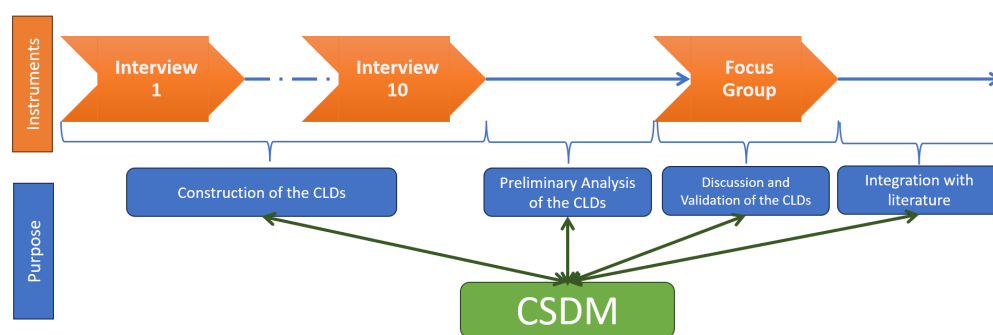 Instruments
Interview
1
Interview
10
Focus
Group
Construction of the CLDs
Preliminary Analysis
of the CLDs
Discussion and
Validation of the CLDs
Integration with
literature
Purpose
CSDM